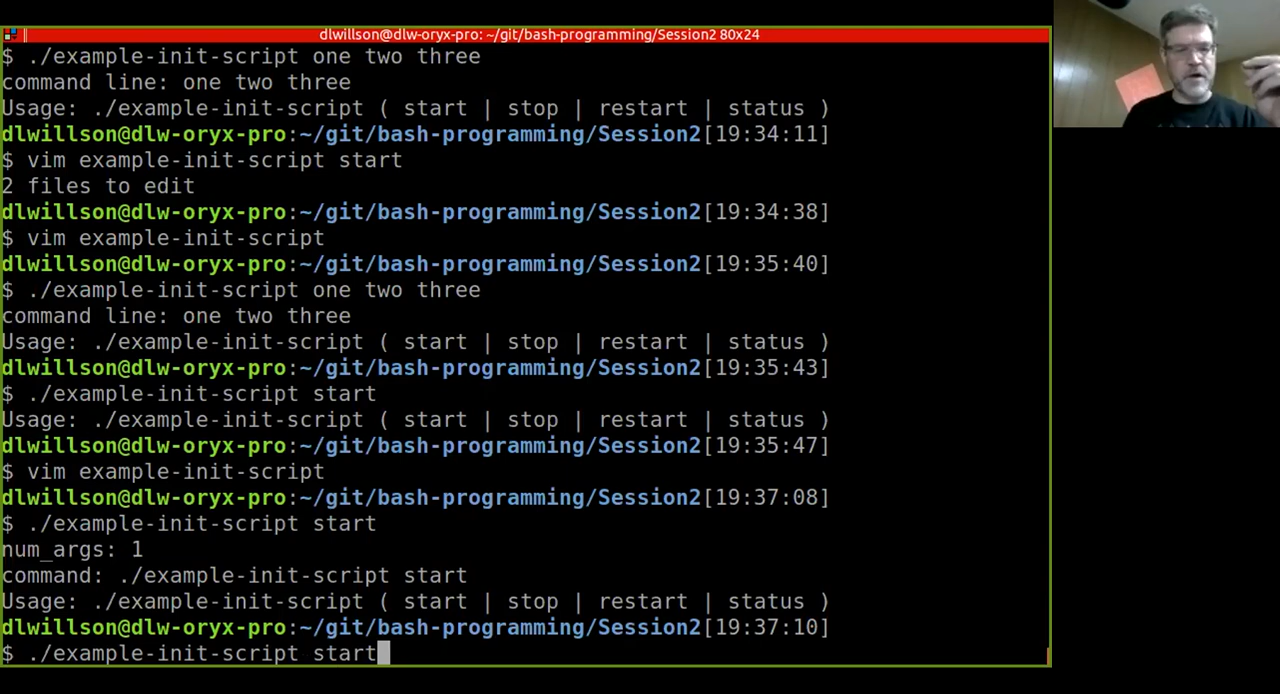 dlwillson@dlw-oryx-pro: ~/git/bash-programming/Session2 80x24
$ ./example-init-script one two three
command line: one two three
Usage: ./example-init-script ( start | stop | restart | status )
dlwillson@dlw-oryx-pro:~/git/bash-programming/Session2[19:34:11]
$ vim example-init-script start
2 files to edit
dlwillson@dlw-oryx-pro:~/git/bash-programming/Session2[19:34:38]
$ vim example-init-script
dlwillson@dlw-oryx-pro:~/git/bash-programming/Session2[19:35:40]
$ ./example-init-script one two three
command line: one two three
Usage: ./example-init-script ( start | stop | restart | status )
dlwillson@dlw-oryx-pro:~/git/bash-programming/Session2[19:35:43]
$ ./example-init-script start
Usage: ./example-init-script ( start | stop | restart | status )
dlwillson@dlw-oryx-pro:~/git/bash-programming/Session2[19:35:47]
$ vim example-init-script
dlwillson@dlw-oryx-pro:~/git/bash-programming/Session2[19:37:08]
$ ./example-init-script start
num_args: 1
command: ./example-init-script start
Usage: ./example-init-script ( start | stop | restart | status )
dlwillson@dlw-oryx-pro:~/git/bash-programming/Session2[19:37:10]
$ ./example-init-script start